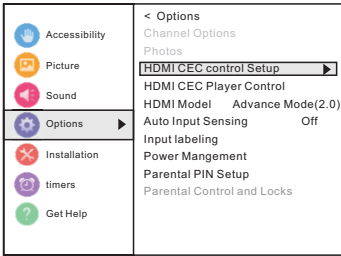 Accessibility
Picture
Sound
Options
Installation
timers
Get Help
< Options
Channel Options
Photos
HDMI CEC control Setup
HDMI CEC Player Control
HDMI Model Advance Mode(2.0)
Auto Input Sensing Off
Input labeling
Power Mangement
Parental PIN Setup
Parental Control and Locks